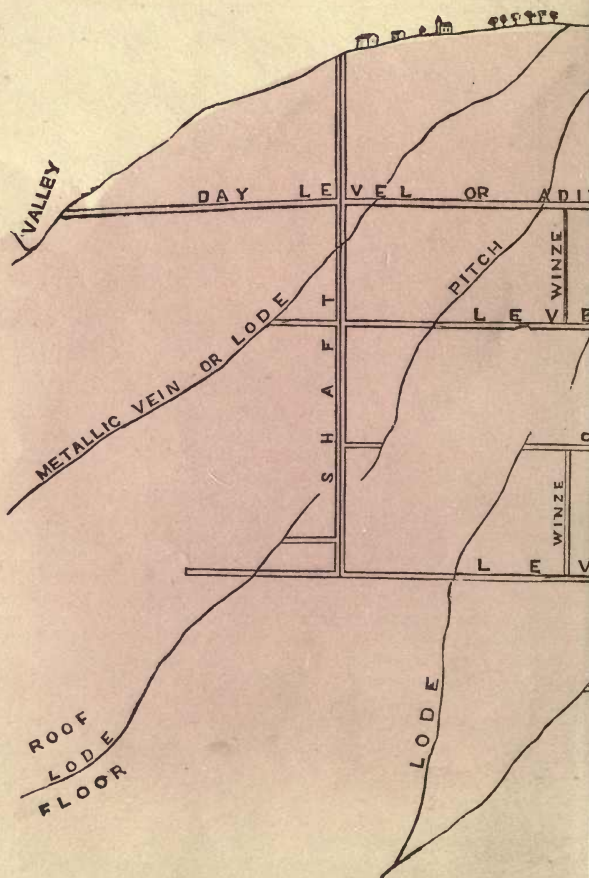 VALLEY
DAY LEVEL OR ADI
WINZE
PITCH
LEVE
METALLIC VEIN OR LODE
SHAFT
WINZE
LEV
LODE
ROOF
LODE
FLOOR